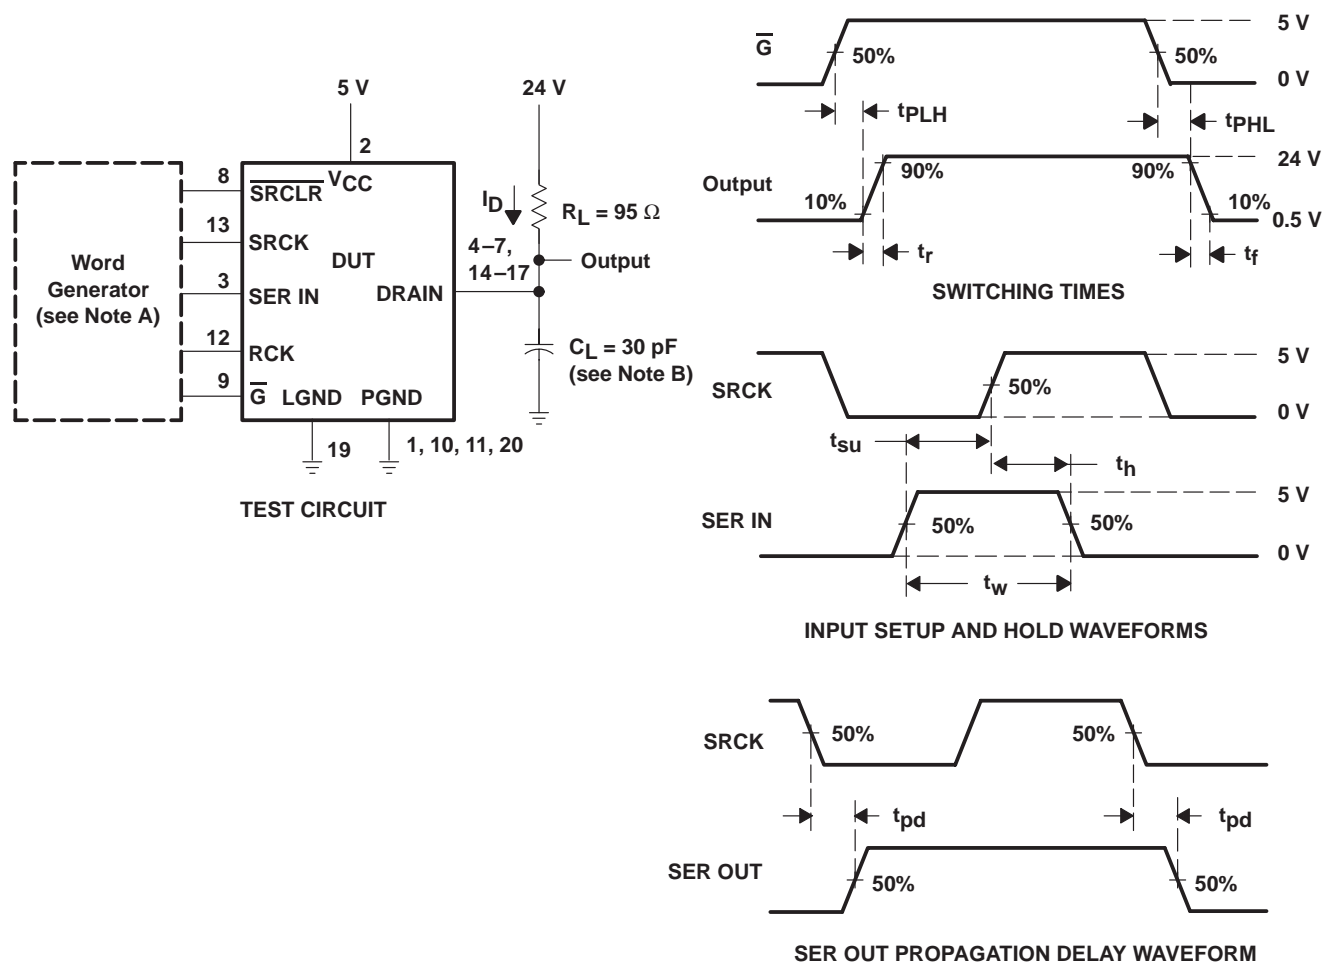 5 V
24 V
2
8
SRCLR
VCC
13
SRCK
DUT
3
SER IN
DRAIN
12
RCK
9
G
LGND
PGND
19
1, 10, 11, 20
Word
Generator
(see Note A)
ID
RL = 95 Ω
4–7,
14–17
Output
CL = 30 pF
(see Note B)
TEST CIRCUIT
G
50%
50%
5 V
0 V
tPLH
tPHL
Output
10%
90%
90%
10%
24 V
0.5 V
tr
tf
SWITCHING TIMES
SRCK
50%
5 V
0 V
tsu
th
SER IN
50%
50%
5 V
0 V
tw
INPUT SETUP AND HOLD WAVEFORMS
SRCK
50%
50%
tpd
tpd
SER OUT
50%
50%
SER OUT PROPAGATION DELAY WAVEFORM